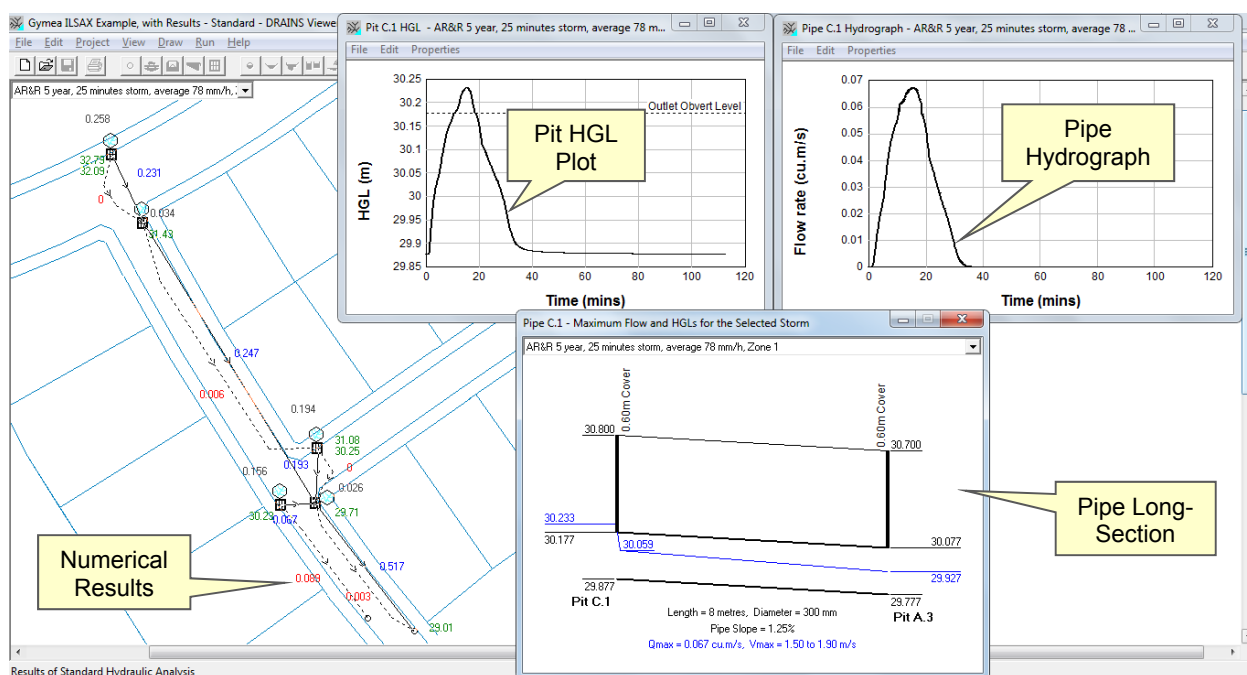 Gymea ILSAX Example, with Results - Standard - DRAINS Viewer
File Edit Project View Draw Run Help
AR&R 5 year, 25 minutes storm, average 78 mm/h,
0.258
32.79
32.09
0.231
0
0.034
31.43
0.247
0.006
0.194
31.08
30.25
0.193
0
0.156
0.026
30.23
0.067
29.71
0.517
0.089
0.003
29.01
Numerical
Results
Results of Standard Hydraulic Analysis
Pit C.1 HGL - AR&R 5 year, 25 minutes storm, average 78 m...
File Edit Properties
30.25
30.2
30.15
30.1
30.05
30
29.95
29.9
29.85
HGL (m)
Outlet Obvert Level
Pit HGL
Plot
0 20 40 60 80 100 120
Time (mins)
Pipe C.1 Hydrograph - AR&R 5 year, 25 minutes storm, average 78 ...
File Edit Properties
0.07
0.06
0.05
0.04
0.03
0.02
0.01
0
Flow rate (cu.m/s)
Pipe
Hydrograph
0 20 40 60 80 100 120
Time (mins)
Pipe C.1 - Maximum Flow and HGLs for the Selected Storm
AR&R 5 year, 25 minutes storm, average 78 mm/h, Zone 1
0.60m Cover
0.60m Cover
30.800
30.700
30.233
30.177
30.059
30.077
29.927
29.877
29.777
Pit C.1
Pit A.3
Length = 8 metres, Diameter = 300 mm
Pipe Slope = 1.25%
Qmax = 0.067 cu.m/s, Vmax = 1.50 to 1.90 m/s
Pipe Long-
Section